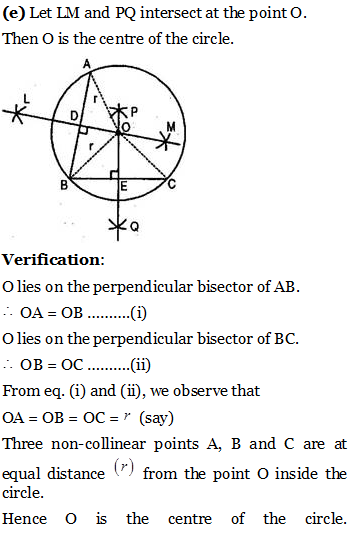 (e) Let LM and PQ intersect at the point O.
Then O is the centre of the circle.
A
L
r
P
D
O
M
r
B
E
C
Q
Verification:
O lies on the perpendicular bisector of AB.
∴ OA = OB ..........(i)
O lies on the perpendicular bisector of BC.
∴ OB = OC ..........(ii)
From eq. (i) and (ii), we observe that
OA = OB = OC = r (say)
Three non-collinear points A, B and C are at
equal distance (r) from the point O inside the
circle.
Hence O is the centre of the circle.